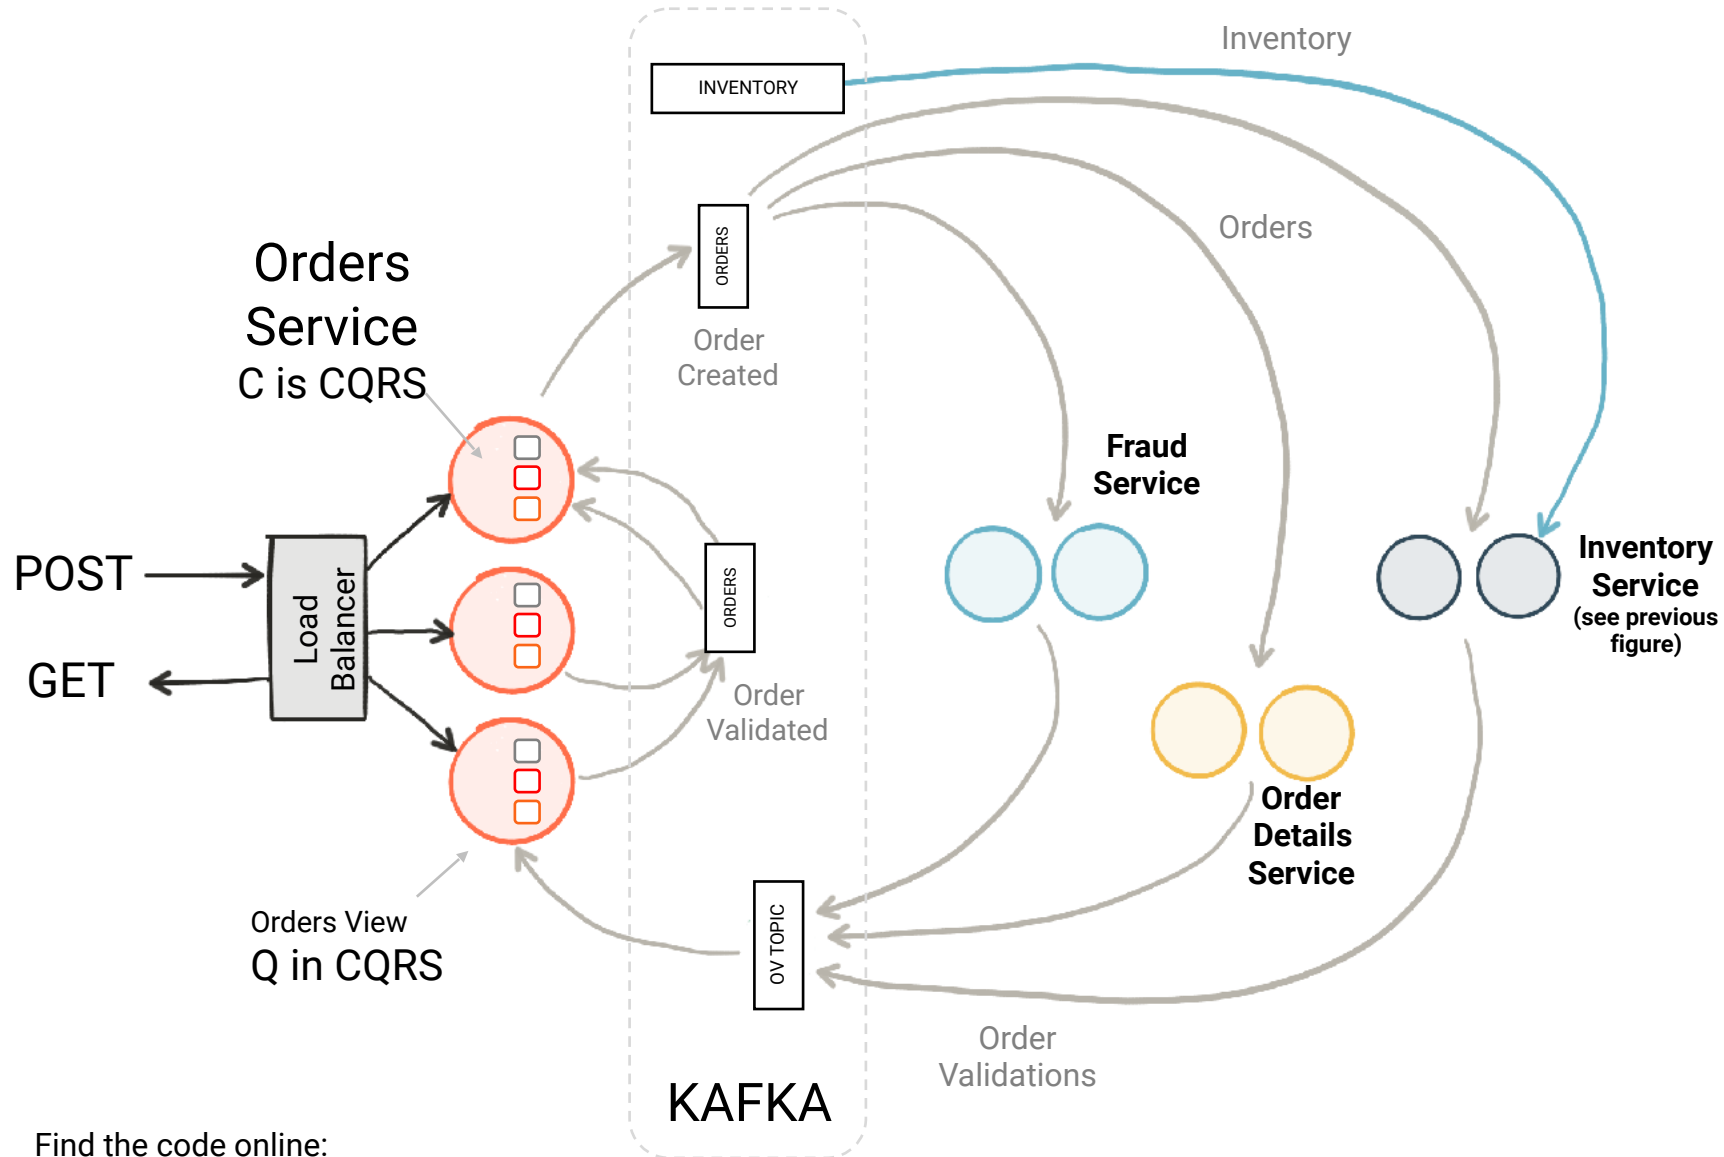 Inventory
INVENTORY
ORDERS
Orders
Orders
Service
C is CQRS
Order
Created
Fraud
Service
POST
Load
Balancer
GET
ORDERS
Order
Validated
Inventory
Service
(see previous
figure)
Order
Details
Service
Orders View
Q in CQRS
OV TOPIC
Order
Validations
KAFKA
Find the code online: